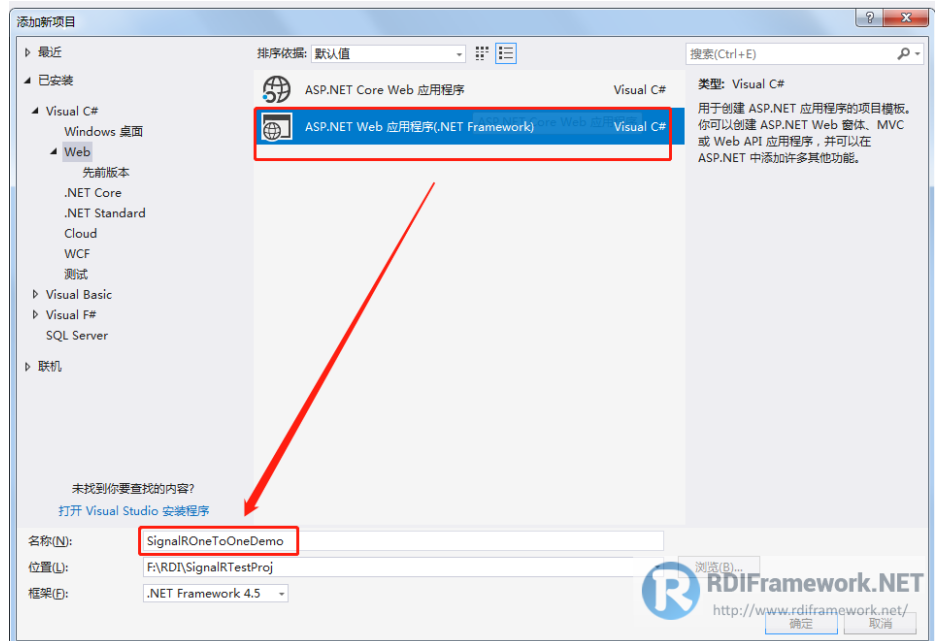 添加新项目
最近
排序依据: 默认值
搜索(Ctrl+E)
已安装
Visual C#
Windows 桌面
Web
先前版本
.NET Core
.NET Standard
Cloud
WCF
测试
Visual Basic
Visual F#
SQL Server
联机
ASP.NET Core Web 应用程序 Visual C#
ASP.NET Web 应用程序(.NET Framework) Visual C#
类型: Visual C#
用于创建 ASP.NET 应用程序的项目模板。
你可以创建 ASP.NET Web 窗体、MVC
或 Web API 应用程序，并可以在
ASP.NET 中添加许多其他功能。
未找到你要查找的内容?
打开 Visual Studio 安装程序
名称(N): SignalROneToOneDemo
位置(L): F:\RDI\SignalRTestProj 浏览(B)...
框架(F): .NET Framework 4.5
RDIFramework.NET
http://www.rdiframework.net/
确定 取消